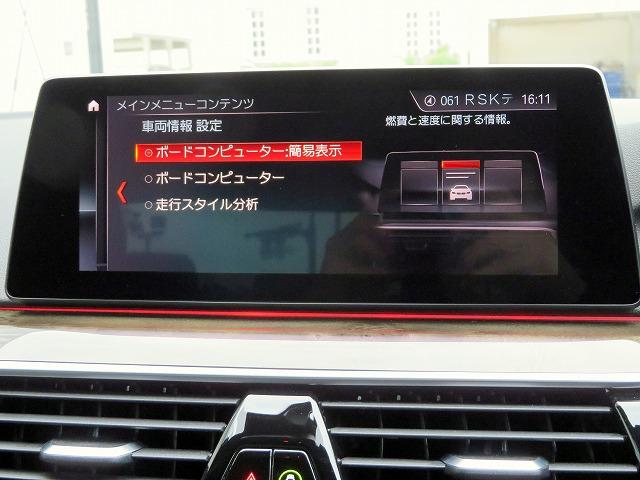 メインメニューコンテンツ
061 RSKテ 16:11
車両情報 設定
燃費と速度に関する情報。
ボードコンピューター:簡易表示
ボードコンピューター
走行スタイル分析